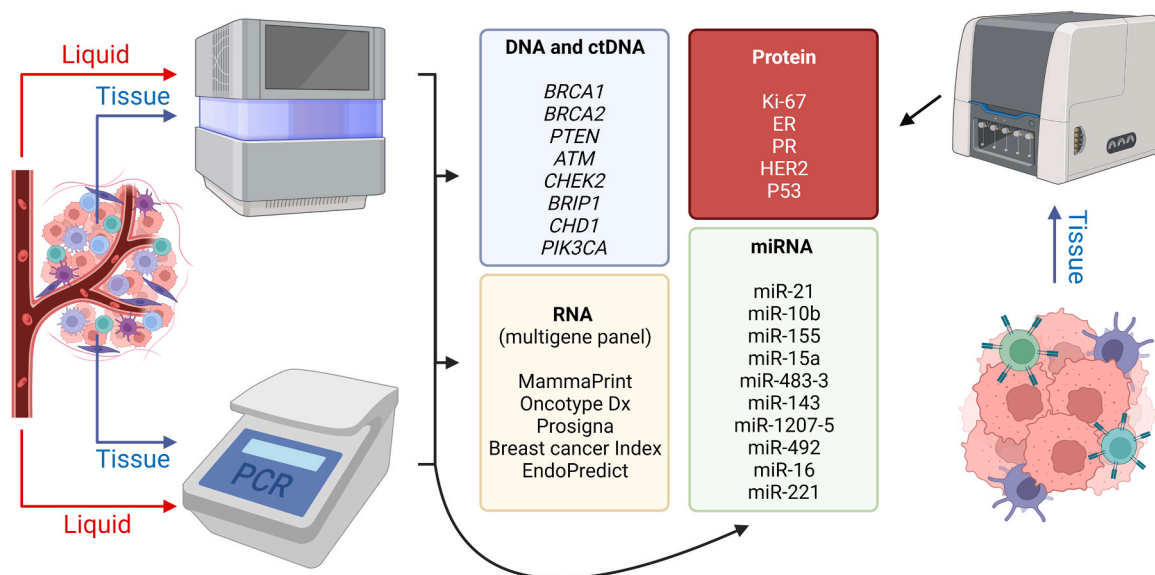 Liquid
Tissue
Tissue
Liquid
PCR
DNA and ctDNA
BRCA1
BRCA2
PTEN
ATM
CHEK2
BRIP1
CHD1
PIK3CA
RNA
(multigene panel)
MammaPrint
Oncotype Dx
Prosigna
Breast cancer Index
EndoPredict
Protein
Ki-67
ER
PR
HER2
P53
miRNA
miR-21
miR-10b
miR-155
miR-15a
miR-483-3
miR-143
miR-1207-5
miR-492
miR-16
miR-221
Tissue